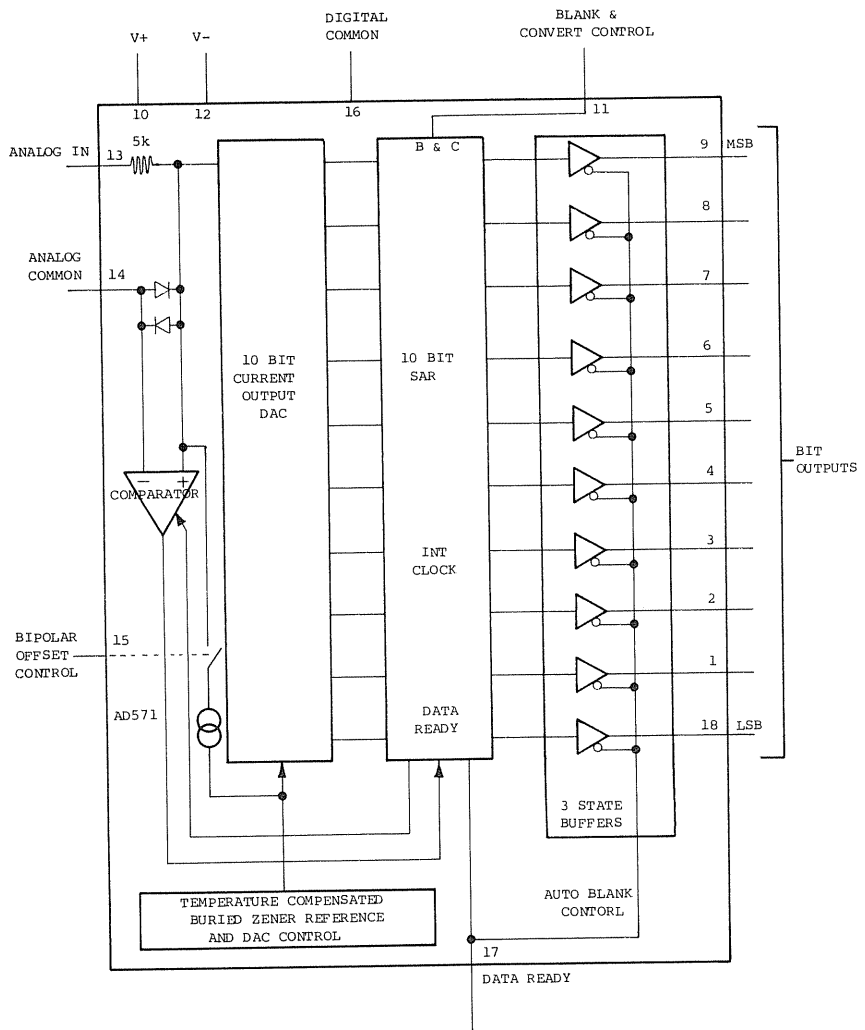 V+
V-
DIGITAL
COMMON
BLANK &
CONVERT CONTROL
10
12
16
11
ANALOG IN
13
5k
B & C
9
MSB
8
ANALOG
COMMON
14
7
6
10 BIT
CURRENT
OUTPUT
DAC
10 BIT
SAR
5
BIT
OUTPUTS
4
- +
COMPARATOR
3
INT
CLOCK
2
BIPOLAR
OFFSET
CONTROL
15
1
AD571
DATA
READY
18
LSB
3 STATE
BUFFERS
TEMPERATURE COMPENSATED
BURIED ZENER REFERENCE
AND DAC CONTROL
AUTO BLANK
CONTORL
17
DATA READY